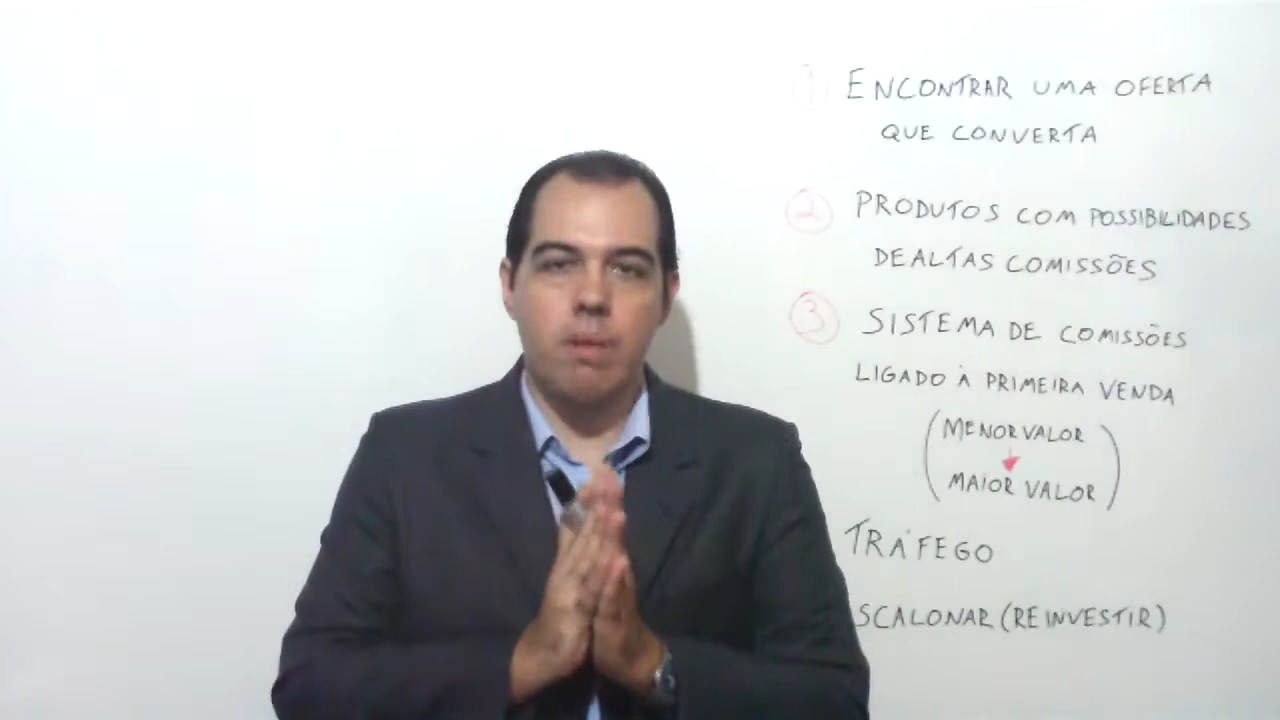 1 ENCONTRAR UMA OFERTA
QUE CONVERTA
2 PRODUTOS COM POSSIBILIDADES
DE ALTAS COMISSÕES
3 SISTEMA DE COMISSÕES
LIGADO À PRIMEIRA VENDA
(MENOR VALOR
MAIOR VALOR)
TRÁFEGO
SCALONAR (REINVESTIR)